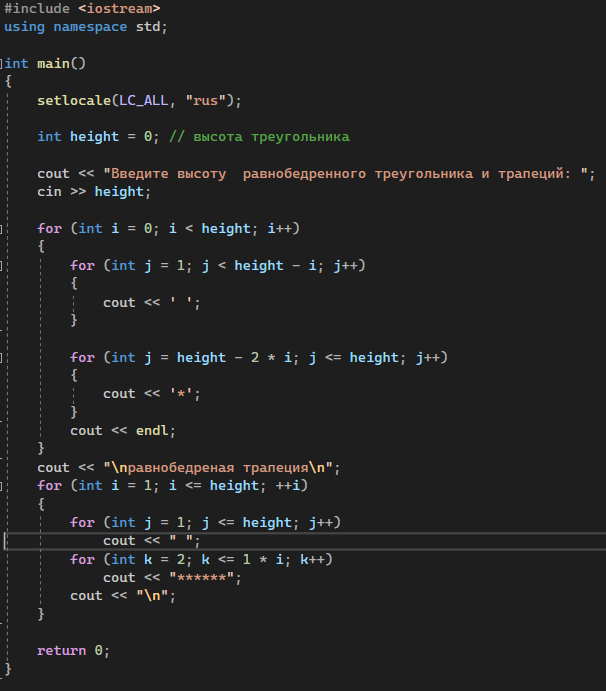 #include <iostream>
using namespace std;
int main()
{
setlocale(LC_ALL, "rus");
int height = 0; // высота треугольника
cout << "Введите высоту  равнобедренного треугольника и трапеций: ";
cin >> height;
for (int i = 0; i < height; i++)
{
for (int j = 1; j < height - i; j++)
{
cout << ' ';
}
for (int j = height - 2 * i; j <= height; j++)
{
cout << '*';
}
cout << endl;
}
cout << "\nравнобедреная трапеция\n";
for (int i = 1; i <= height; ++i)
{
for (int j = 1; j <= height; j++)
cout << " ";
for (int k = 2; k <= 1 * i; k++)
cout << "******";
cout << "\n";
}
return 0;
}